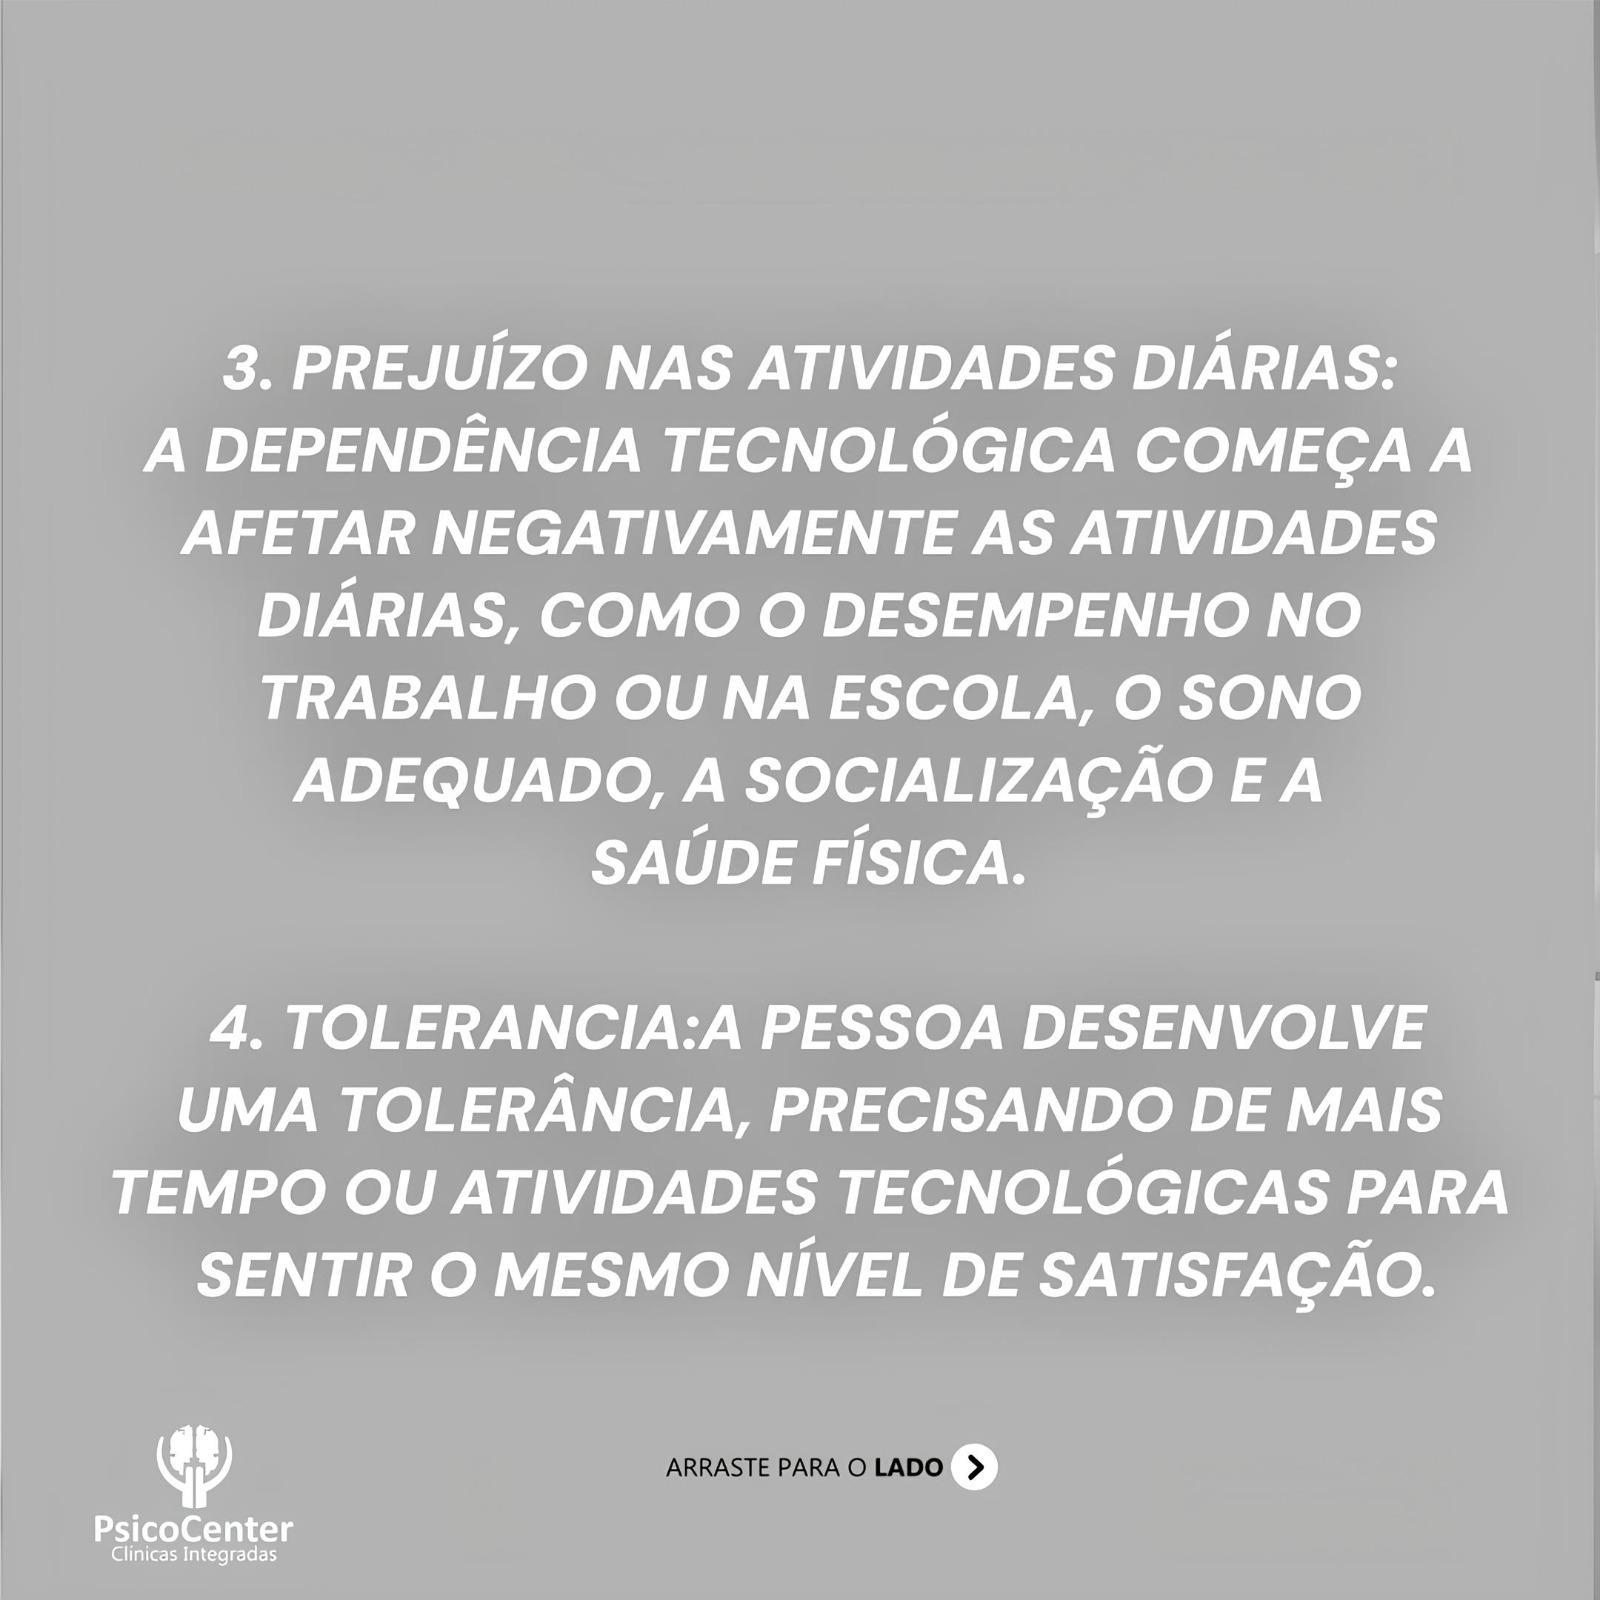 3. PREJUÍZO NAS ATIVIDADES DIÁRIAS:
A DEPENDÊNCIA TECNOLÓGICA COMEÇA A
AFETAR NEGATIVAMENTE AS ATIVIDADES
DIÁRIAS, COMO O DESEMPENHO NO
TRABALHO OU NA ESCOLA, O SONO
ADEQUADO, A SOCIALIZAÇÃO E A
SAÚDE FÍSICA.
4. TOLERANCIA:A PESSOA DESENVOLVE
UMA TOLERÂNCIA, PRECISANDO DE MAIS
TEMPO OU ATIVIDADES TECNOLÓGICAS PARA
SENTIR O MESMO NÍVEL DE SATISFAÇÃO.
ARRASTE PARA O LADO
PsicoCenter
Clínicas Integradas